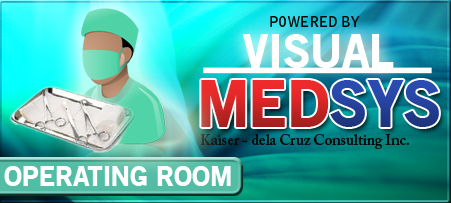 POWERED BY
VISUAL
MEDSYS
Kaiser - dela Cruz Consulting Inc.
OPERATING ROOM